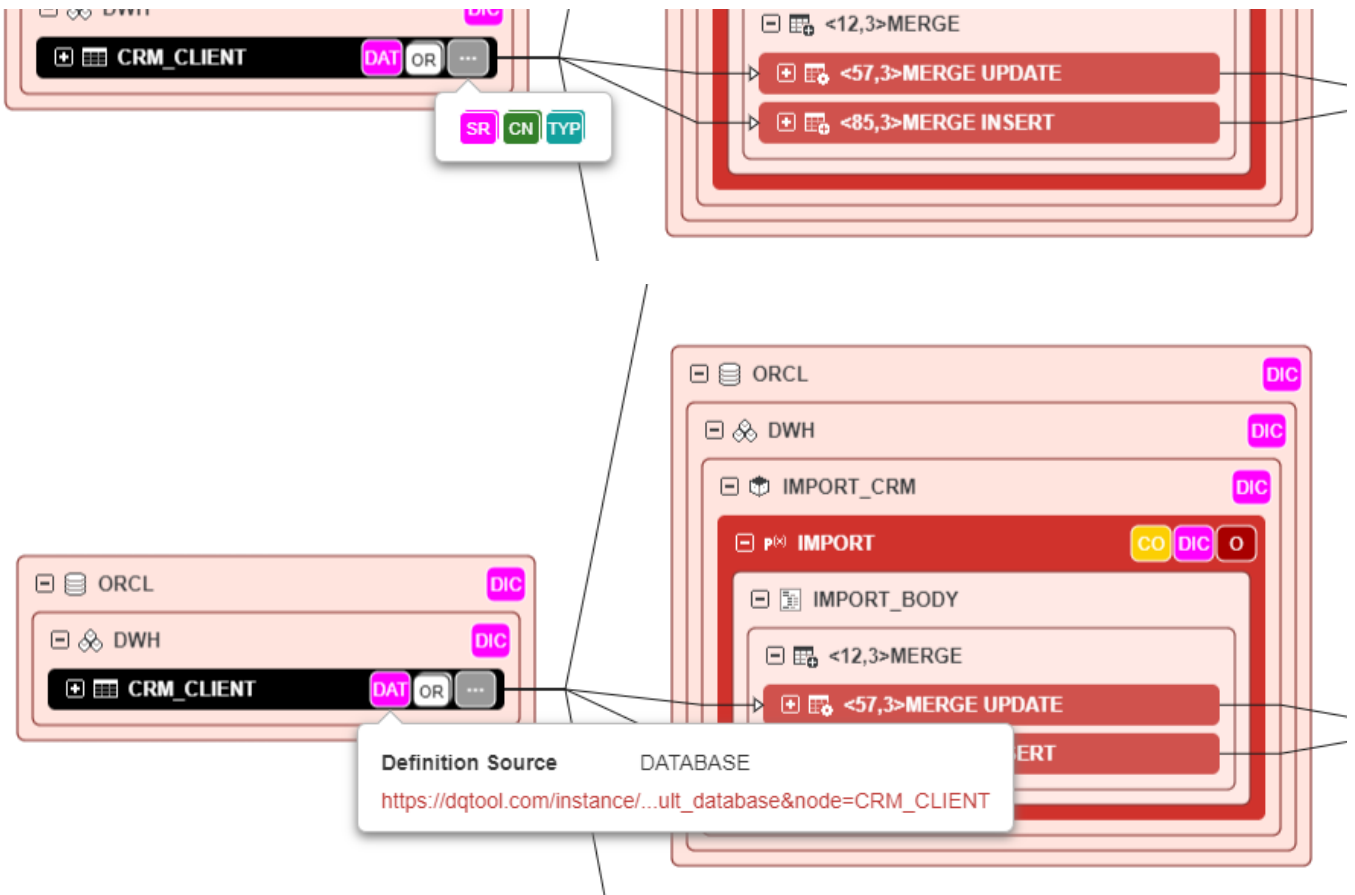 DWH DIC
CRM_CLIENT DAT OR ...
SR CN TYP
<12,3>MERGE
<57,3>MERGE UPDATE
<85,3>MERGE INSERT
ORCL DIC
DWH DIC
IMPORT_CRM DIC
P(x) IMPORT CO DIC O
IMPORT_BODY
<12,3>MERGE
<57,3>MERGE UPDATE
ERT
ORCL DIC
DWH DIC
CRM_CLIENT DAT OR ...
Definition Source DATABASE
https://dqtool.com/instance/...ult_database&node=CRM_CLIENT